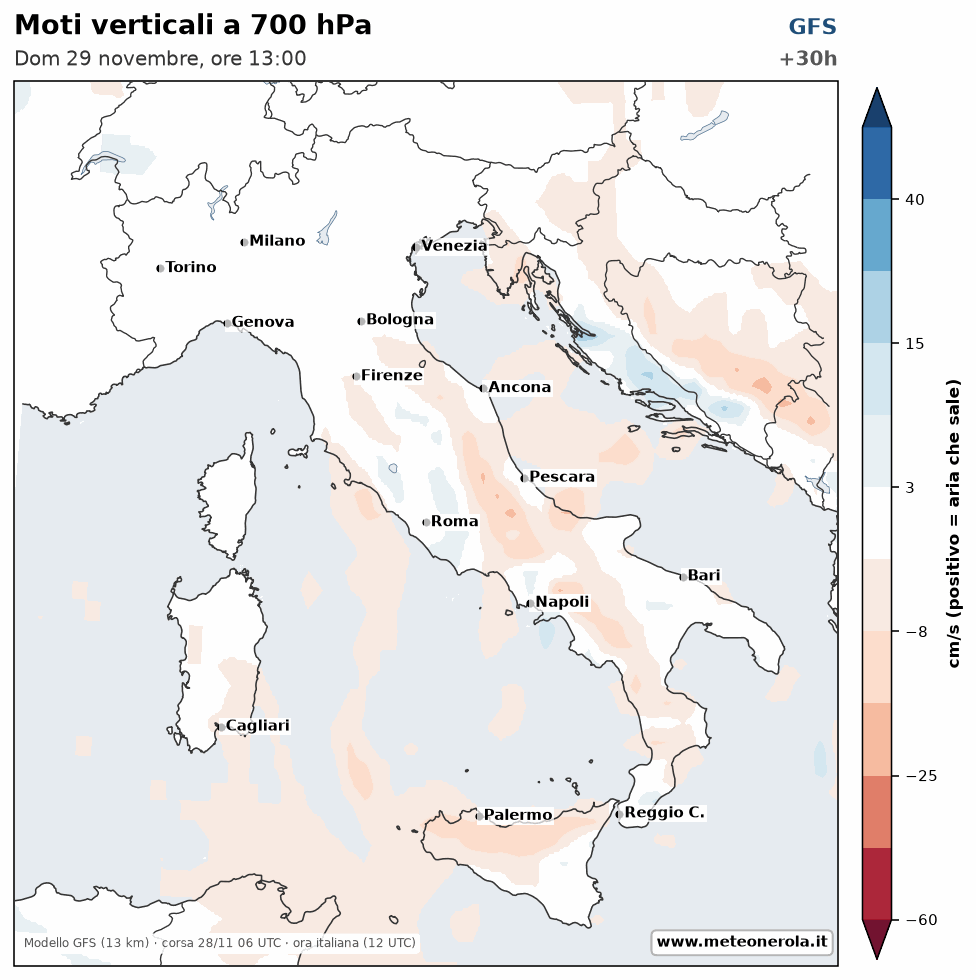 Moti verticali a 700 hPa
GFS
Dom 29 novembre, ore 13:00
+30h
Milano
Venezia
Torino
Genova
Bologna
Firenze
Ancona
Pescara
Roma
Bari
Napoli
Cagliari
Palermo
Reggio C.
40
15
3
−8
−25
−60
cm/s (positivo = aria che sale)
Modello GFS (13 km) · corsa 28/11 06 UTC · ora italiana (12 UTC)
www.meteonerola.it